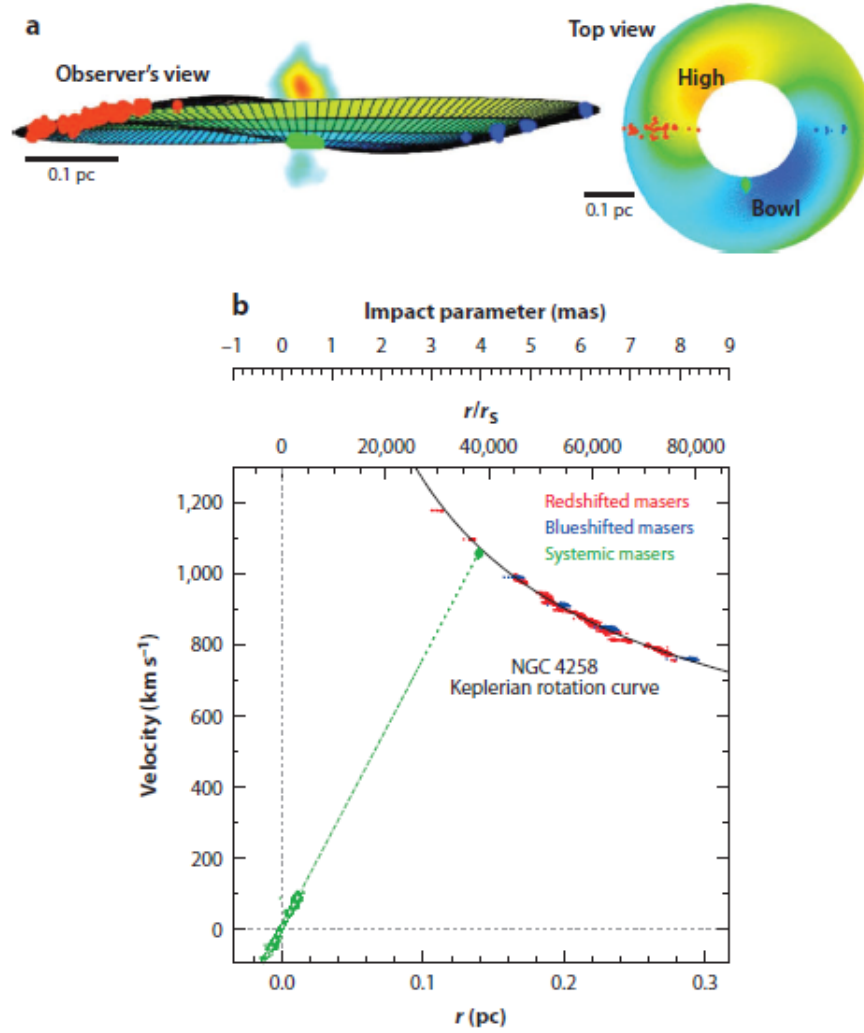 a
Observer's view
0.1 pc
Top view
High
Bowl
0.1 pc
b
Impact parameter (mas)
–1 0 1 2 3 4 5 6 7 8 9
r/rS
0 20,000 40,000 60,000 80,000
Velocity (km s–1)
1,200
1,000
800
600
400
200
0
Redshifted masers
Blueshifted masers
Systemic masers
NGC 4258
Keplerian rotation curve
0.0 0.1 0.2 0.3
r (pc)